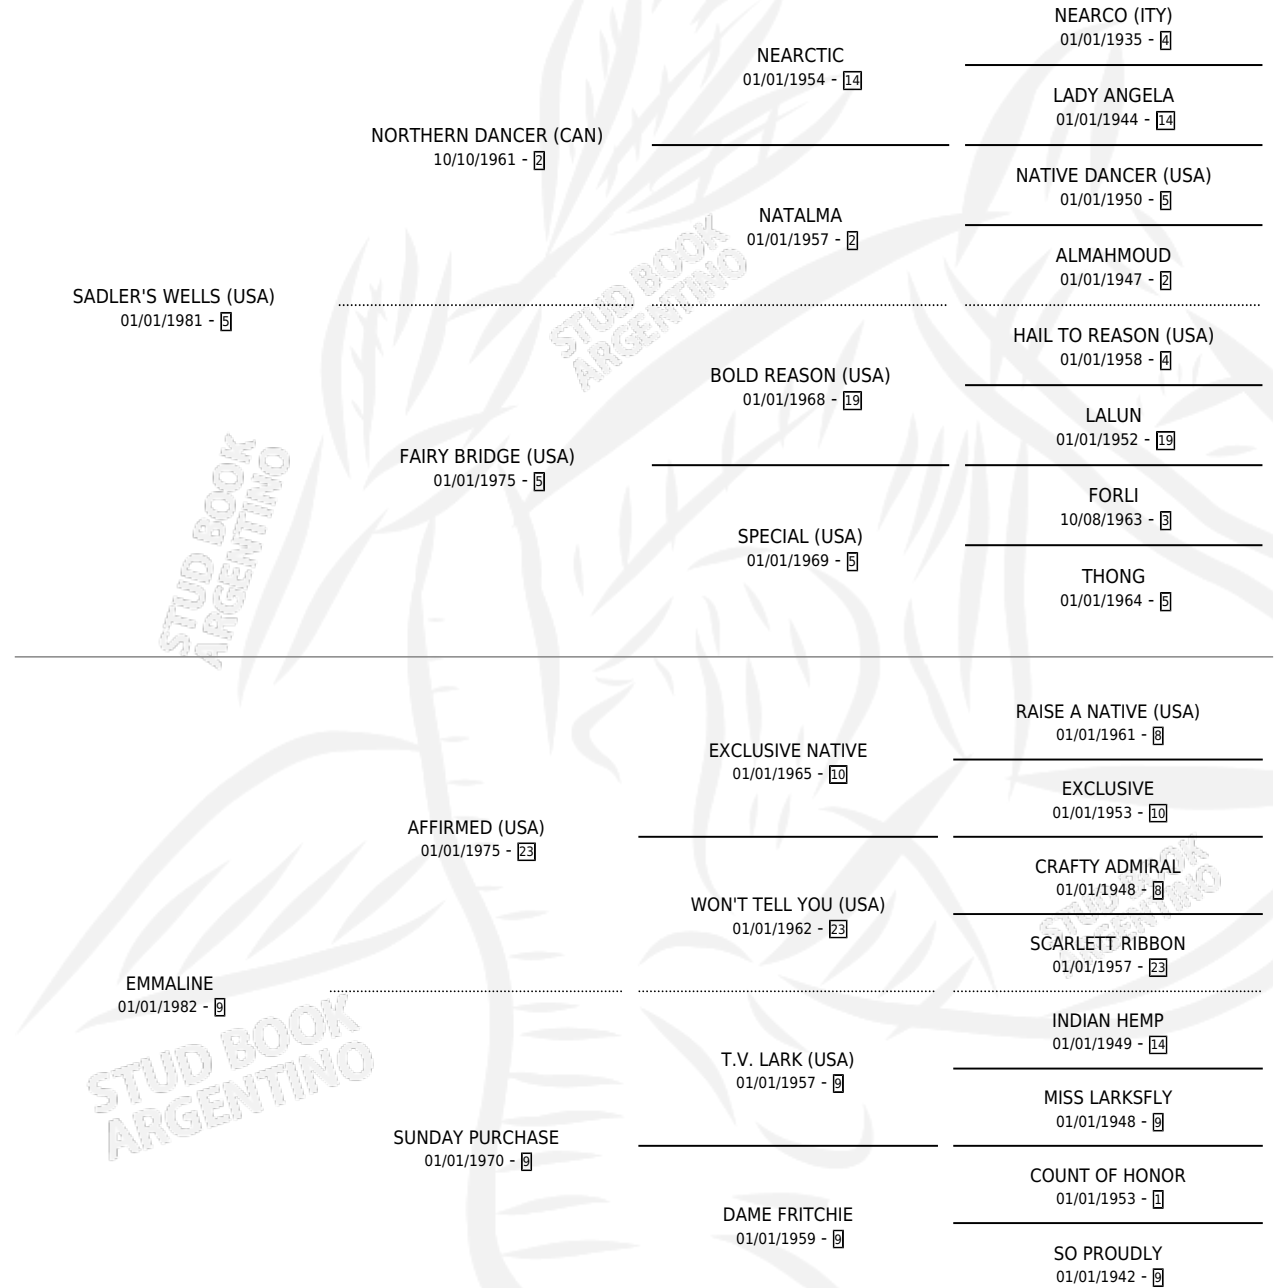 NEARCO (ITY)
01/01/1935 - 4
NEARCTIC
01/01/1954 - 14
LADY ANGELA
01/01/1944 - 14
NORTHERN DANCER (CAN)
10/10/1961 - 2
NATIVE DANCER (USA)
01/01/1950 - 5
NATALMA
01/01/1957 - 2
ALMAHMOUD
01/01/1947 - 2
SADLER'S WELLS (USA)
01/01/1981 - 5
STUD BOOK
ARGENTINO
HAIL TO REASON (USA)
01/01/1958 - 4
BOLD REASON (USA)
01/01/1968 - 19
LALUN
01/01/1952 - 19
FAIRY BRIDGE (USA)
01/01/1975 - 5
FORLI
10/08/1963 - 3
SPECIAL (USA)
01/01/1969 - 5
THONG
01/01/1964 - 5
STUD BOOK
ARGENTINO
RAISE A NATIVE (USA)
01/01/1961 - 8
EXCLUSIVE NATIVE
01/01/1965 - 10
EXCLUSIVE
01/01/1953 - 10
AFFIRMED (USA)
01/01/1975 - 23
CRAFTY ADMIRAL
01/01/1948 - 8
WON'T TELL YOU (USA)
01/01/1962 - 23
SCARLETT RIBBON
01/01/1957 - 23
STUD BOOK
ARGENTINO
EMMALINE
01/01/1982 - 9
INDIAN HEMP
01/01/1949 - 14
T.V. LARK (USA)
01/01/1957 - 9
MISS LARKSFLY
01/01/1948 - 9
STUD BOOK
ARGENTINO
SUNDAY PURCHASE
01/01/1970 - 9
COUNT OF HONOR
01/01/1953 - 1
DAME FRITCHIE
01/01/1959 - 9
SO PROUDLY
01/01/1942 - 9